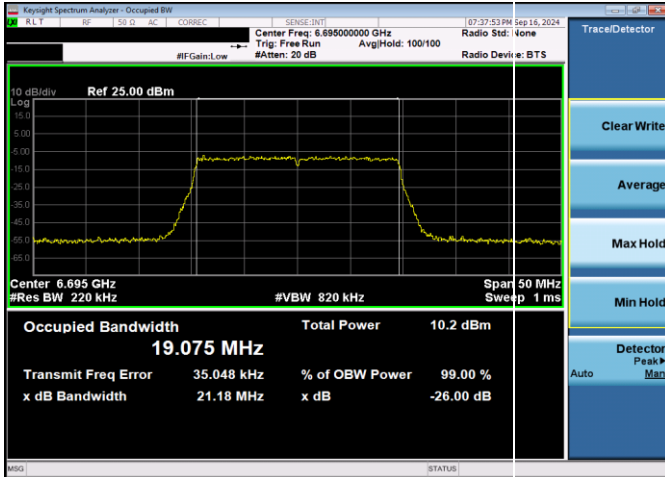 Keysight Spectrum Analyzer - Occupied BW
RLT RF 50 Ω AC CORREC SENSE:INT 07:37:53 PM Sep 16, 2024
Center Freq: 6.695000000 GHz Radio Std: None
Trig: Free Run Avg|Hold: 100/100
#IFGain:Low #Atten: 20 dB Radio Device: BTS
10 dB/div Ref 25.00 dBm
Log
15.0
5.00
-5.00
-15.0
-25.0
-35.0
-45.0
-55.0
-65.0
Center 6.695 GHz Span 50 MHz
#Res BW 220 kHz #VBW 820 kHz Sweep 1 ms
Occupied Bandwidth Total Power 10.2 dBm
19.075 MHz
Transmit Freq Error 35.048 kHz % of OBW Power 99.00 %
x dB Bandwidth 21.18 MHz x dB -26.00 dB
MSG STATUS
Trace/Detector
Clear Write
Average
Max Hold
Min Hold
Detector
Peak▶
Auto Man